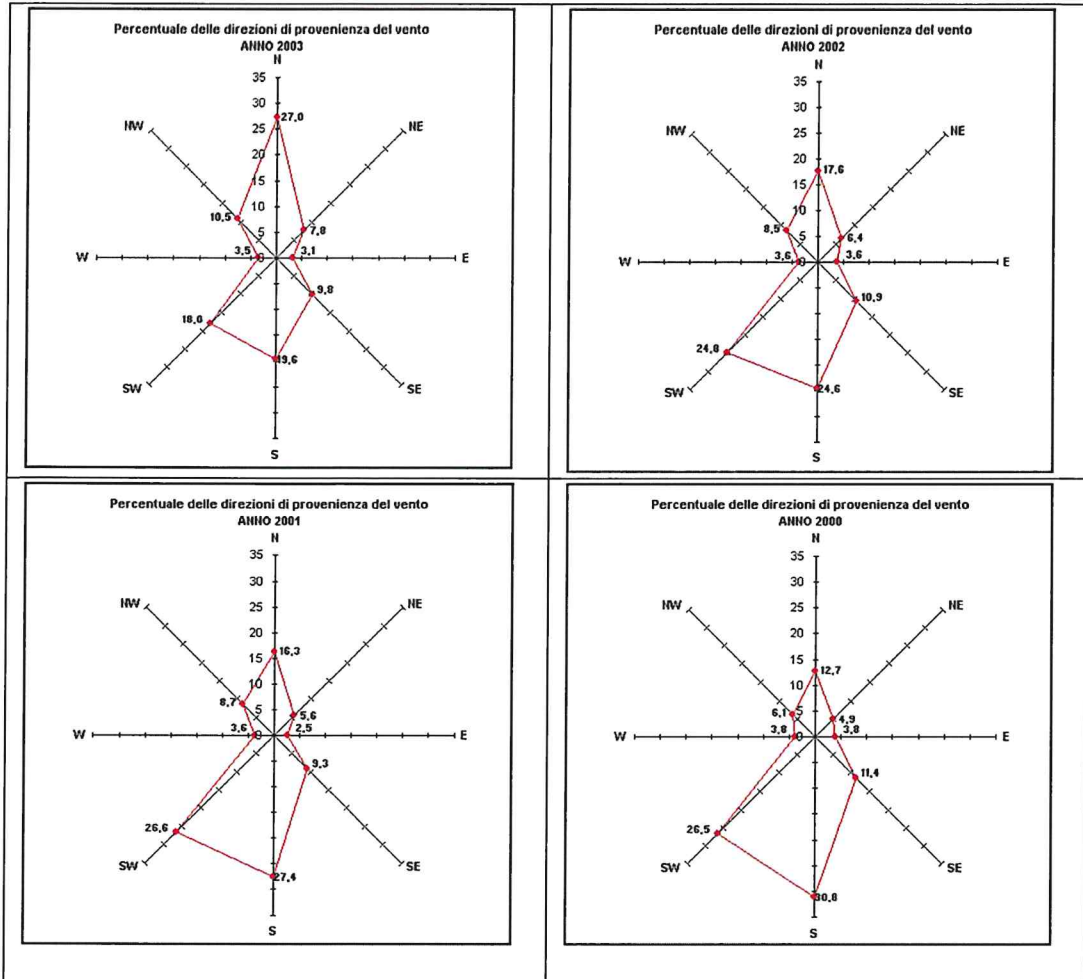 Percentuale delle direzioni di provenienza del vento
ANNO 2003
N
35
30
27,0
25
NW
NE
20
15
10
10,5
7,8
5
3,5
3,1
W
0
E
9,8
18,0
19,6
SW
SE
S
Percentuale delle direzioni di provenienza del vento
ANNO 2002
N
35
30
NW
NE
25
20
17,6
15
10
8,5
6,4
5
3,6
3,6
W
0
E
10,9
24,8
24,6
SW
SE
S
Percentuale delle direzioni di provenienza del vento
ANNO 2001
N
35
30
NW
NE
25
20
16,3
15
10
8,7
5,6
5
3,6
2,5
W
0
E
9,3
26,6
SW
SE
27,4
S
Percentuale delle direzioni di provenienza del vento
ANNO 2000
N
35
30
NW
NE
25
20
15
12,7
10
6,1
4,9
5
3,8
3,8
W
0
E
11,4
26,5
SW
SE
30,8
S